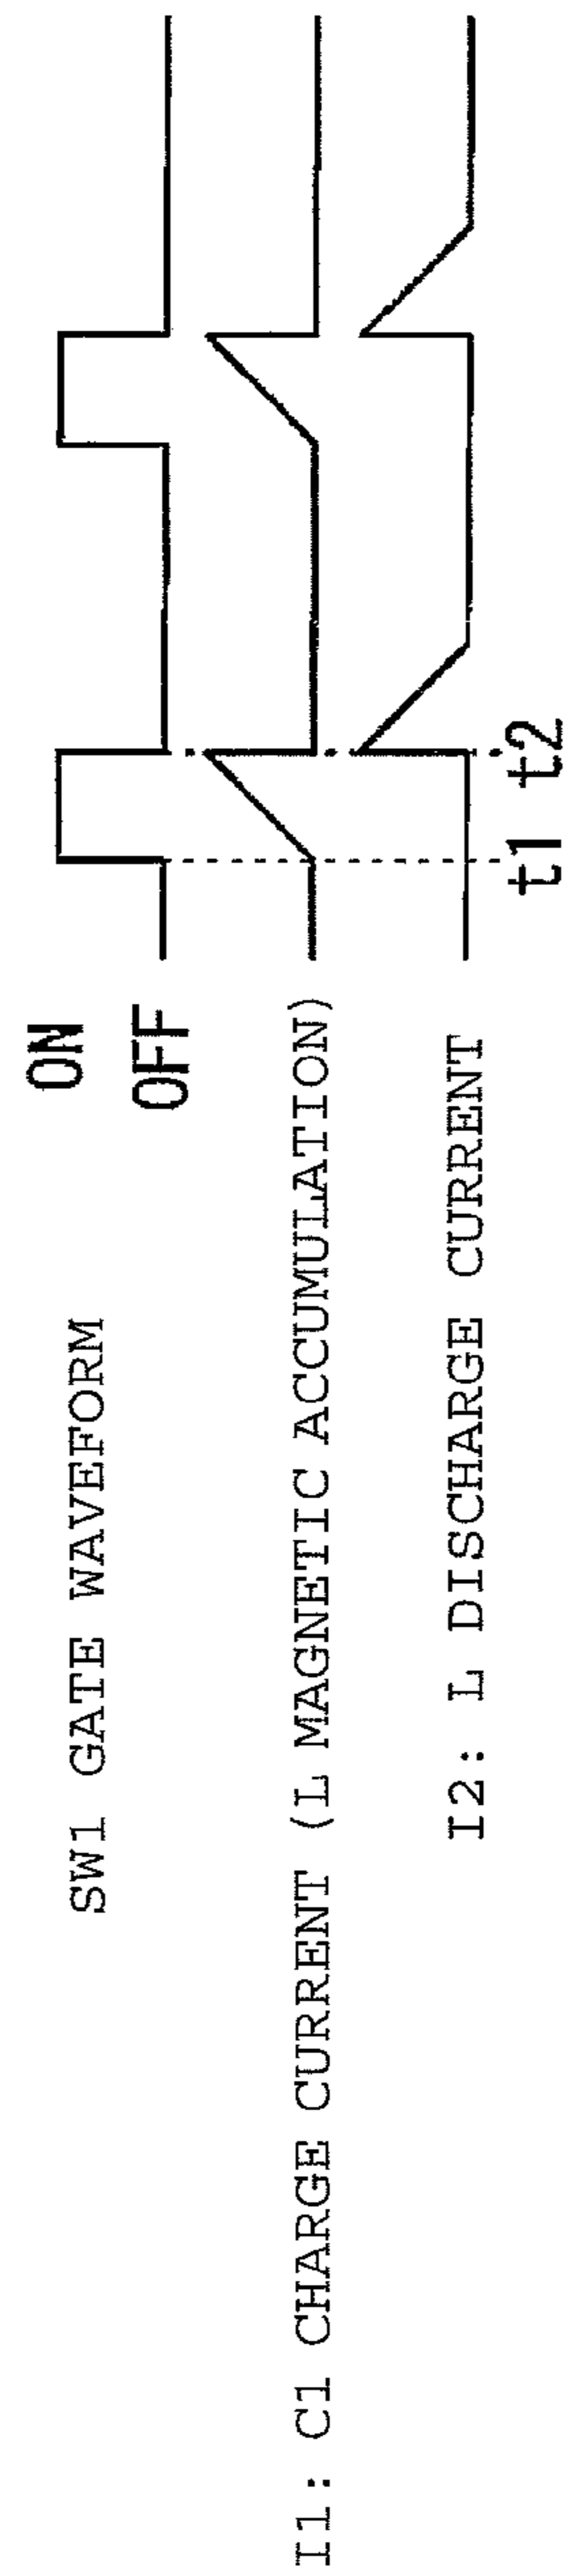 SW1 GATE WAVEFORM
ON
OFF
I1: C1 CHARGE CURRENT (L MAGNETIC ACCUMULATION)
I2: L DISCHARGE CURRENT
t1 t2